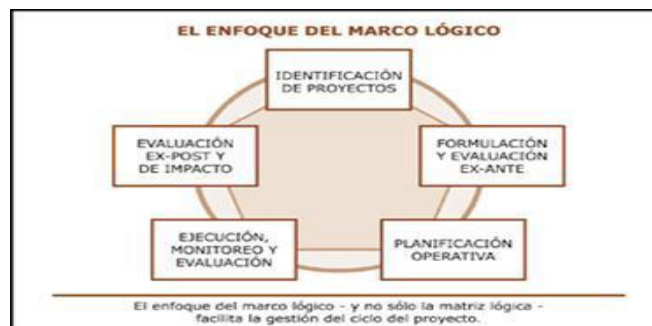 EL ENFOQUE DEL MARCO LÓGICO
IDENTIFICACIÓN
DE PROYECTOS
FORMULACIÓN
Y EVALUACIÓN
EX-ANTE
PLANIFICACIÓN
OPERATIVA
EJECUCIÓN,
MONITOREO Y
EVALUACIÓN
EVALUACIÓN
EX-POST Y
DE IMPACTO
El enfoque del marco lógico - y no sólo la matriz lógica -
facilita la gestión del ciclo del proyecto.